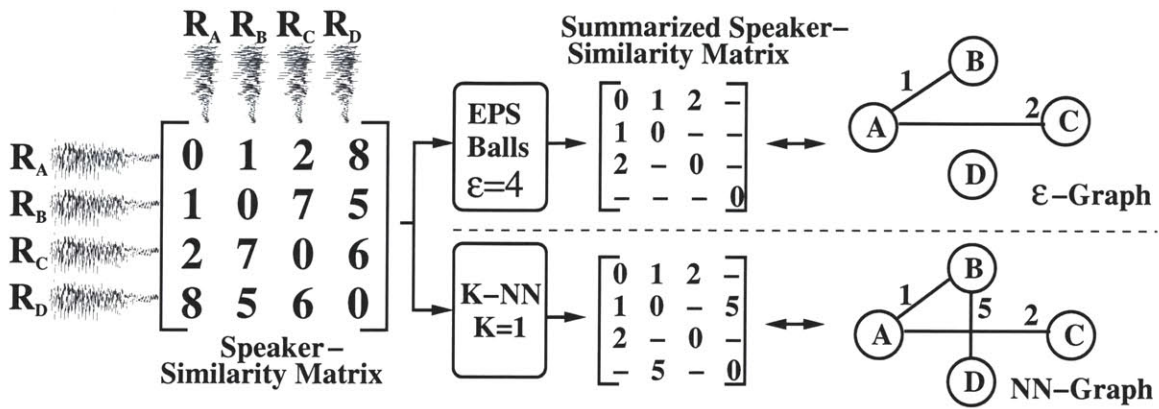 R_A R_B R_C R_D
R_A 0 1 2 8
R_B 1 0 7 5
R_C 2 7 0 6
R_D 8 5 6 0
Speaker–
Similarity Matrix
EPS
Balls
ε=4
K–NN
K=1
Summarized Speaker–
Similarity Matrix
0 1 2 –
1 0 – –
2 – 0 –
– – – 0
0 1 2 –
1 0 – 5
2 – 0 –
– 5 – 0
B
1
2
A
C
D
ε–Graph
B
1
5
2
A
C
D
NN–Graph